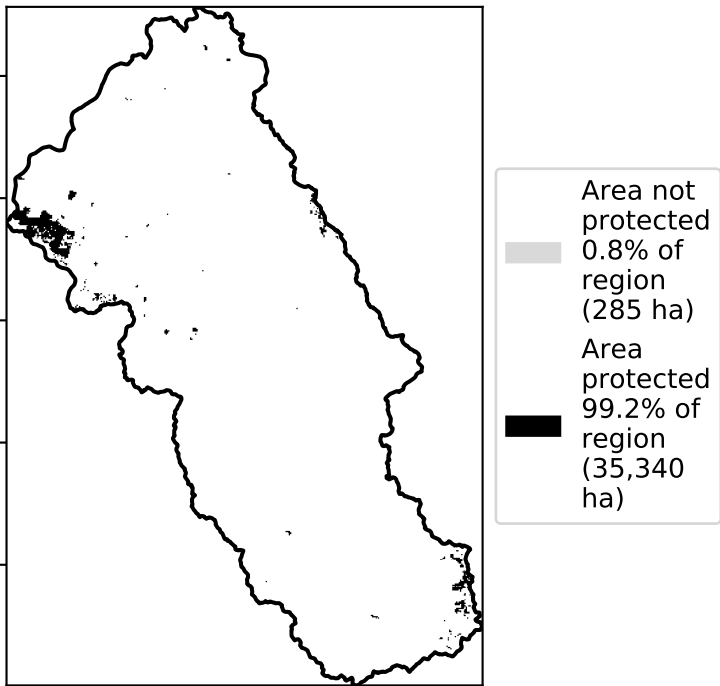 Area not
protected
0.8% of
region
(285 ha)
Area
protected
99.2% of
region
(35,340
ha)